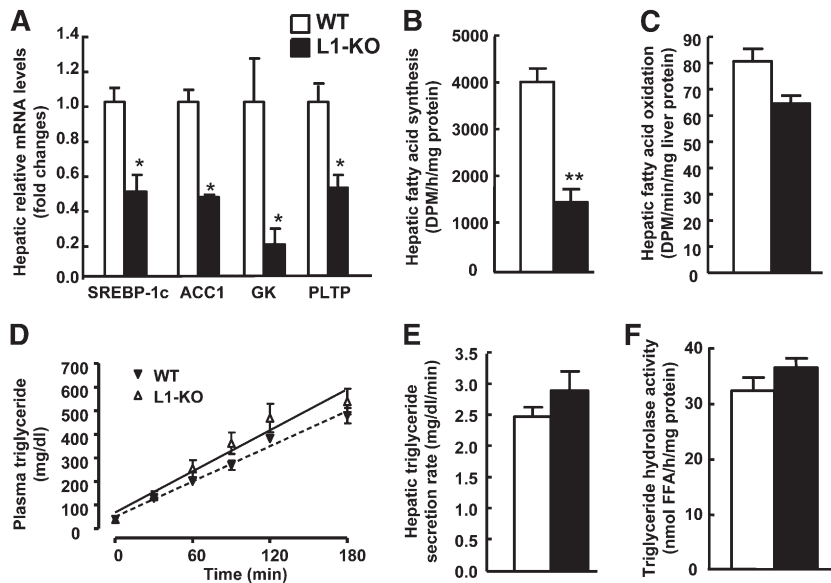 A
WT
L1-KO
Hepatic relative mRNA levels
(fold changes)
1.4
1.2
1.0
0.8
0.6
0.4
0.2
0.0
*
*
*
*
SREBP-1c ACC1 GK PLTP
B
Hepatic fatty acid synthesis
(DPM/h/mg protein)
5000
4000
3000
2000
1000
0
**
C
Hepatic fatty acid oxidation
(DPM/min/mg liver protein)
90
80
70
60
50
40
30
20
10
0
D
Plasma triglyceride
(mg/dl)
700
600
500
400
300
200
100
0
WT
L1-KO
0 60 120 180
Time (min)
E
Hepatic triglyceride
secretion rate (mg/dl/min)
3.5
3.0
2.5
2.0
1.5
1.0
0.5
0.0
F
Triglyceride hydrolase activity
(nmol FFA/h/mg protein)
40
30
20
10
0